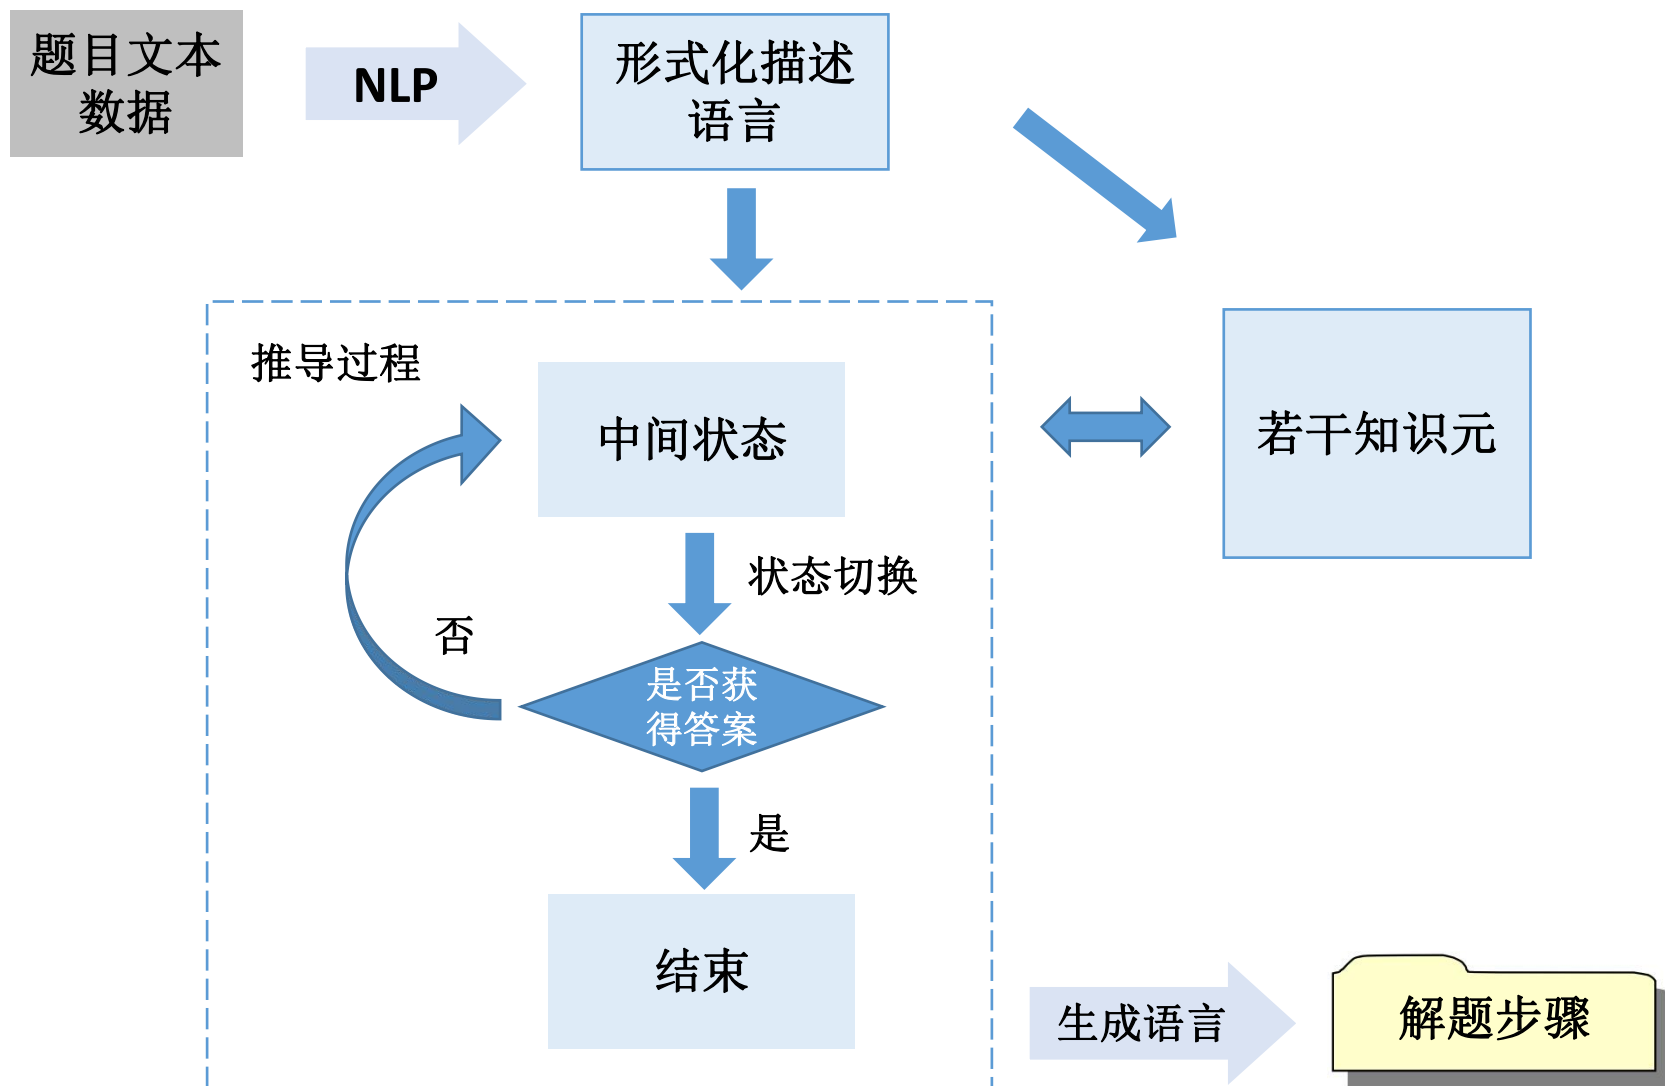 题目文本
数据
NLP
形式化描述
语言
推导过程
中间状态
若干知识元
状态切换
否
是否获
得答案
是
结束
生成语言
解题步骤